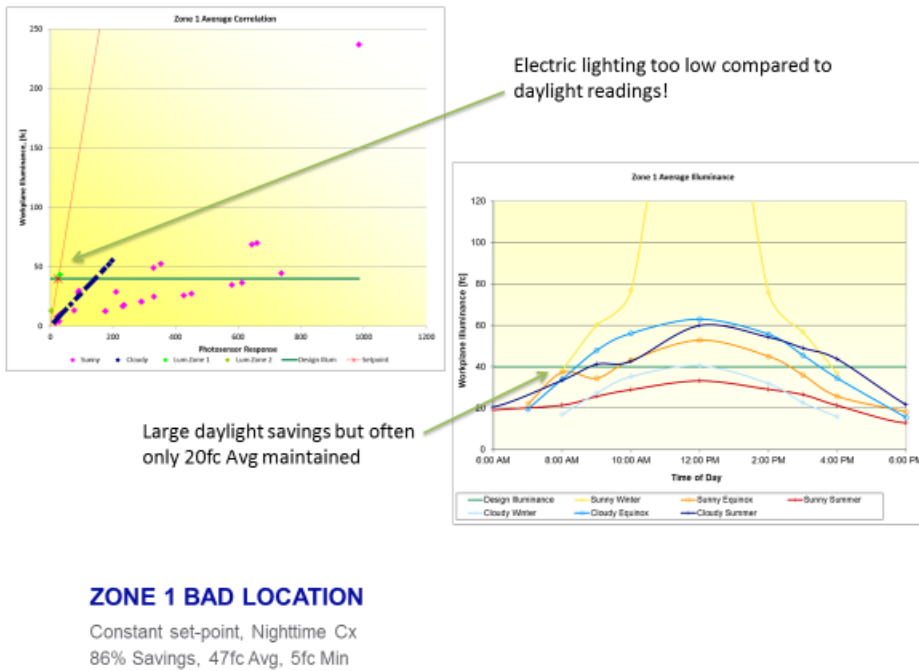 Zone 1 Average Correlation
250
200
150
100
50
0
Workplane Illuminance, [fc]
0 200 400 600 800 1000 1200
Photosensor Response
Sunny Cloudy Lum Zone 1 Lum Zone 2 Design Illum Setpoint
Electric lighting too low compared to
daylight readings!
Zone 1 Average Illuminance
120
100
80
60
40
20
0
Workplane Illuminance [fc]
6:00 AM 8:00 AM 10:00 AM 12:00 PM 2:00 PM 4:00 PM 6:00 PM
Time of Day
Design Illuminance Sunny Winter Sunny Equinox Sunny Summer
Cloudy Winter Cloudy Equinox Cloudy Summer
Large daylight savings but often
only 20fc Avg maintained
ZONE 1 BAD LOCATION
Constant set-point, Nighttime Cx
86% Savings, 47fc Avg, 5fc Min